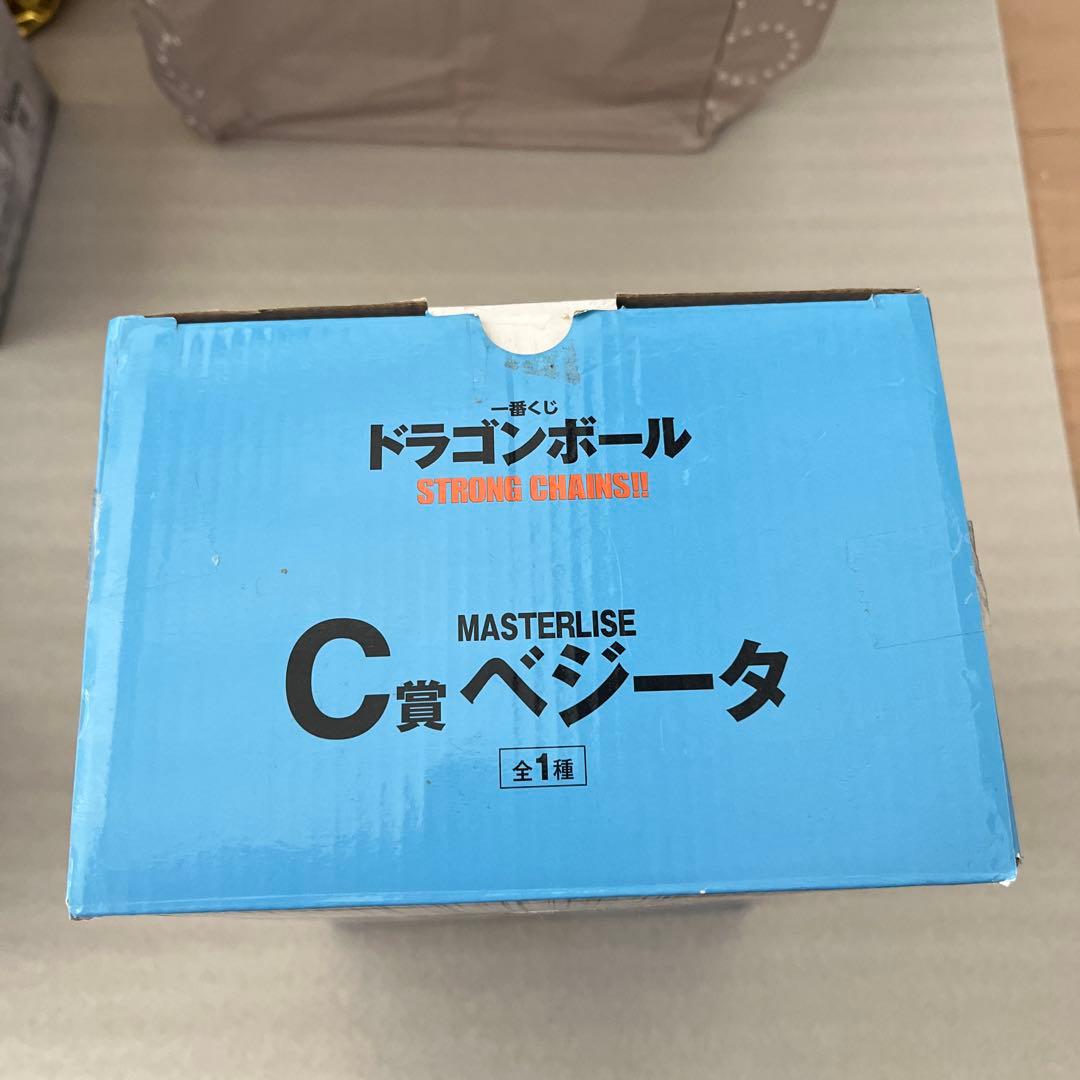 一番くじ
ドラゴンボール
STRONG CHAINS!!
MASTERLISE
C賞 ベジータ
全1種